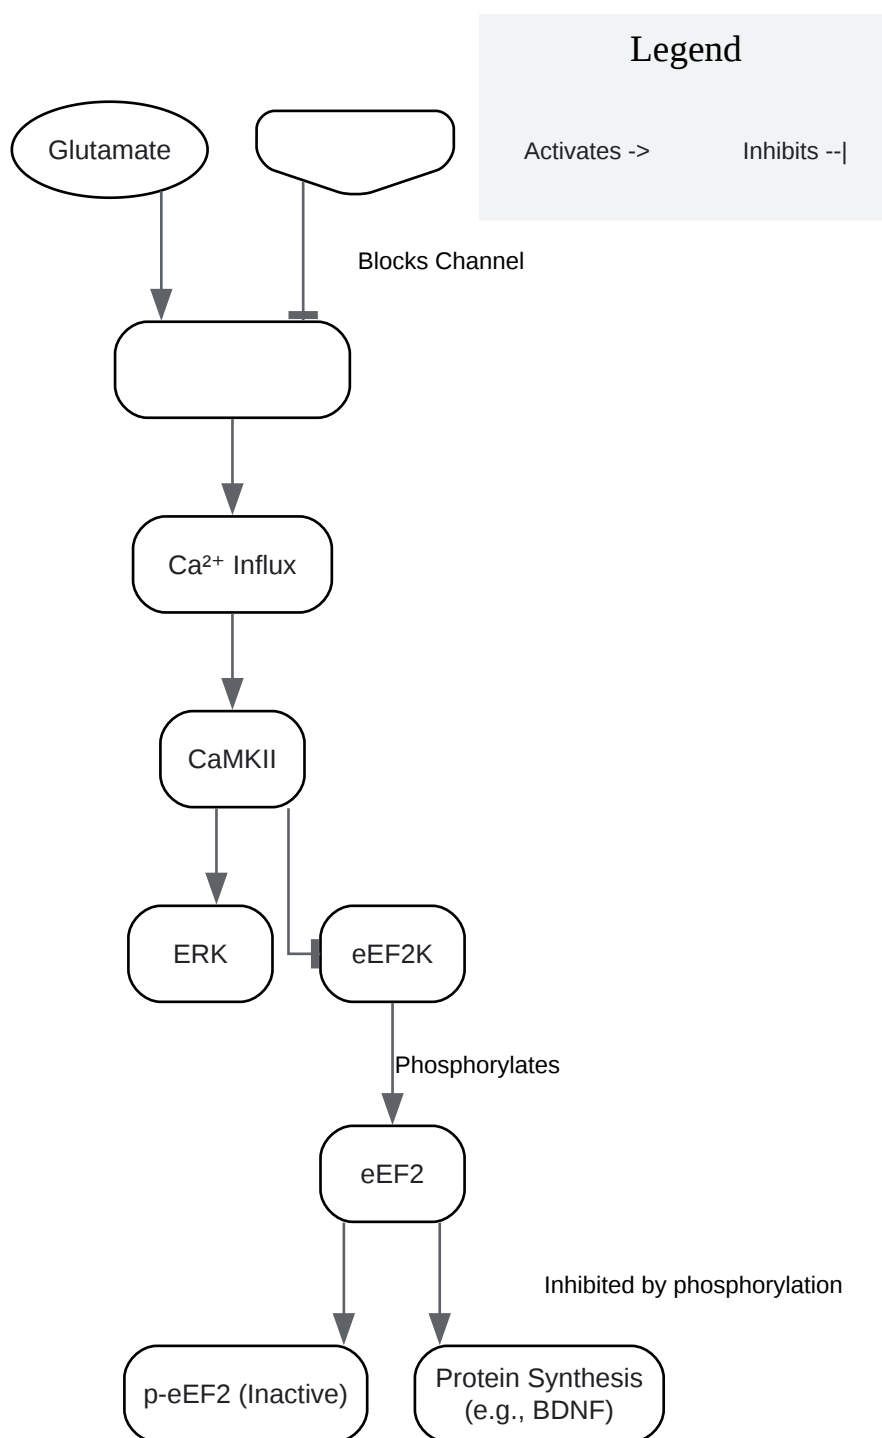 Legend
Glutamate
Activates ->
Inhibits --|
Blocks Channel
Ca²⁺ Influx
CaMKII
ERK
eEF2K
Phosphorylates
eEF2
Inhibited by phosphorylation
p-eEF2 (Inactive)
Protein Synthesis
(e.g., BDNF)